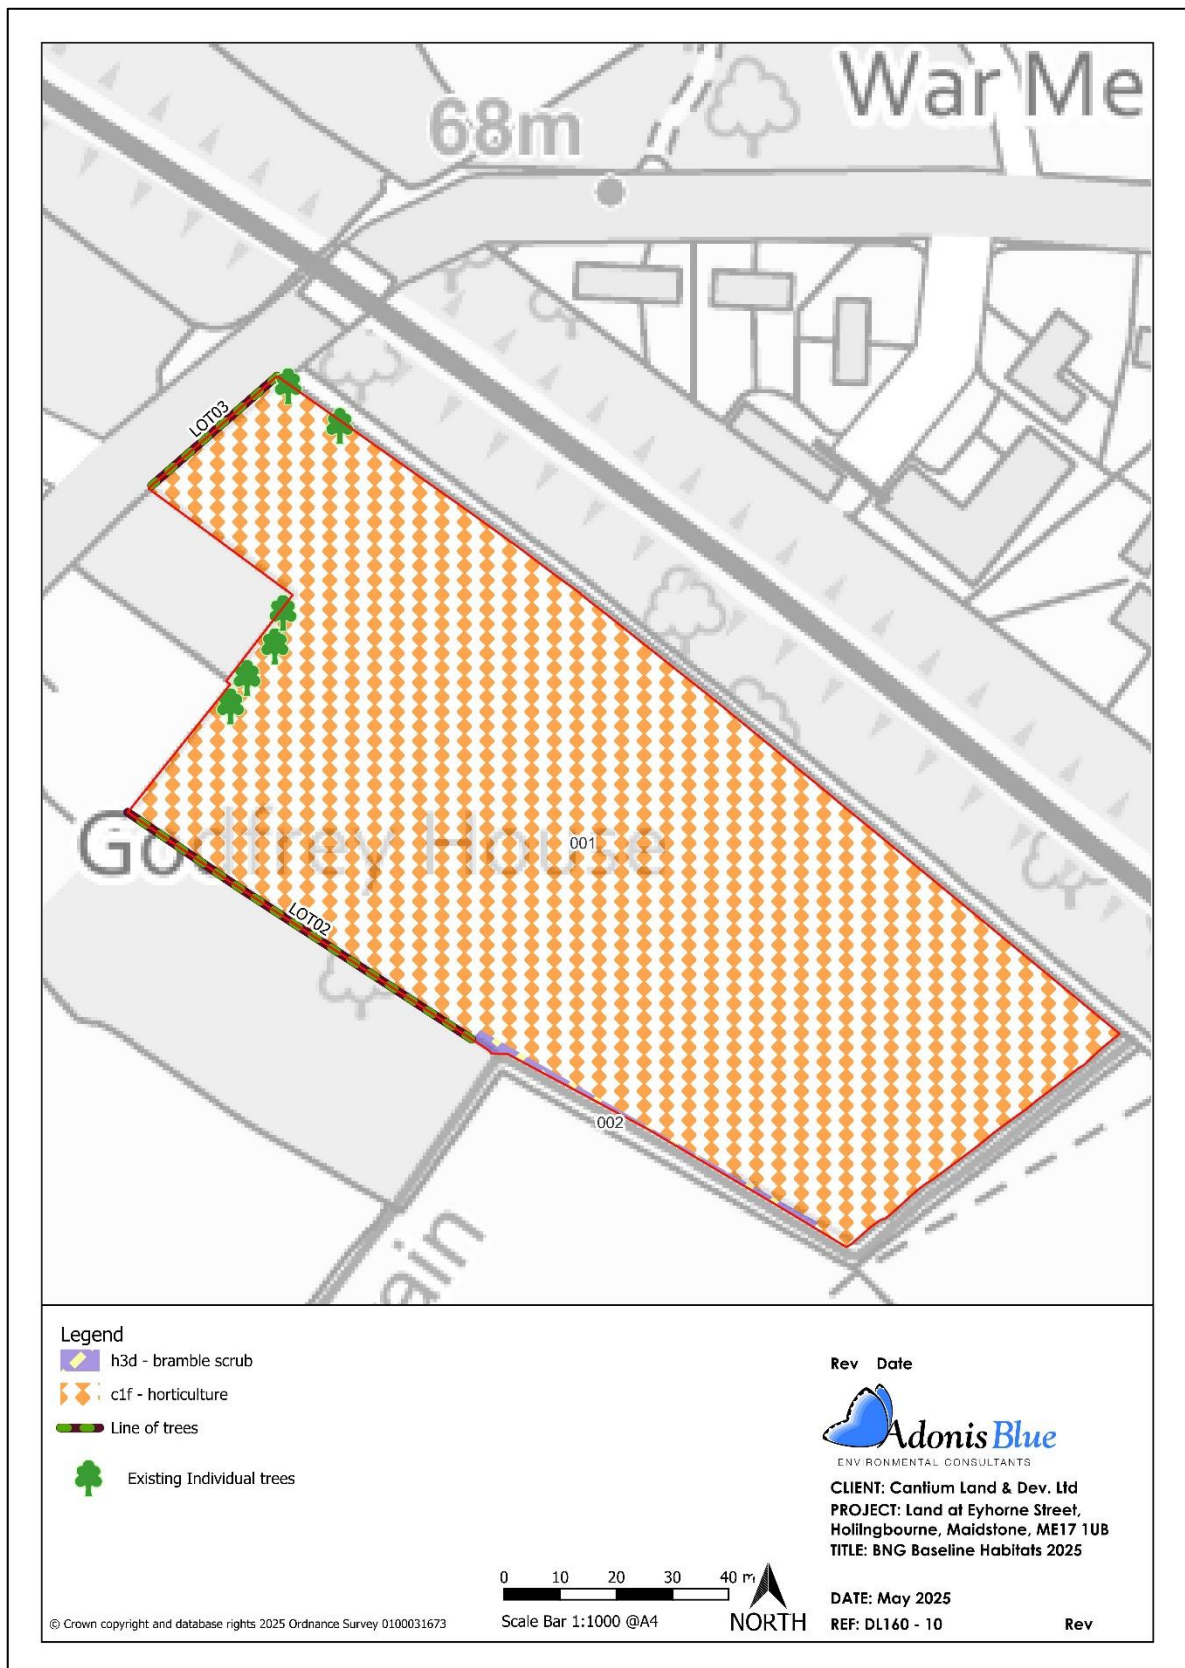 War Me
68m
LOT03
Godfrey House
001
LOT02
002
ain
Legend
h3d - bramble scrub
c1f - horticulture
Line of trees
Existing Individual trees
Rev Date
Adonis Blue
ENVIRONMENTAL CONSULTANTS
CLIENT: Cantium Land & Dev. Ltd
PROJECT: Land at Eyhorne Street,
Holilngbourne, Maidstone, ME17 1UB
TITLE: BNG Baseline Habitats 2025
0 10 20 30 40 m
Scale Bar 1:1000 @A4
NORTH
DATE: May 2025
REF: DL160 - 10 Rev
© Crown copyright and database rights 2025 Ordnance Survey 0100031673